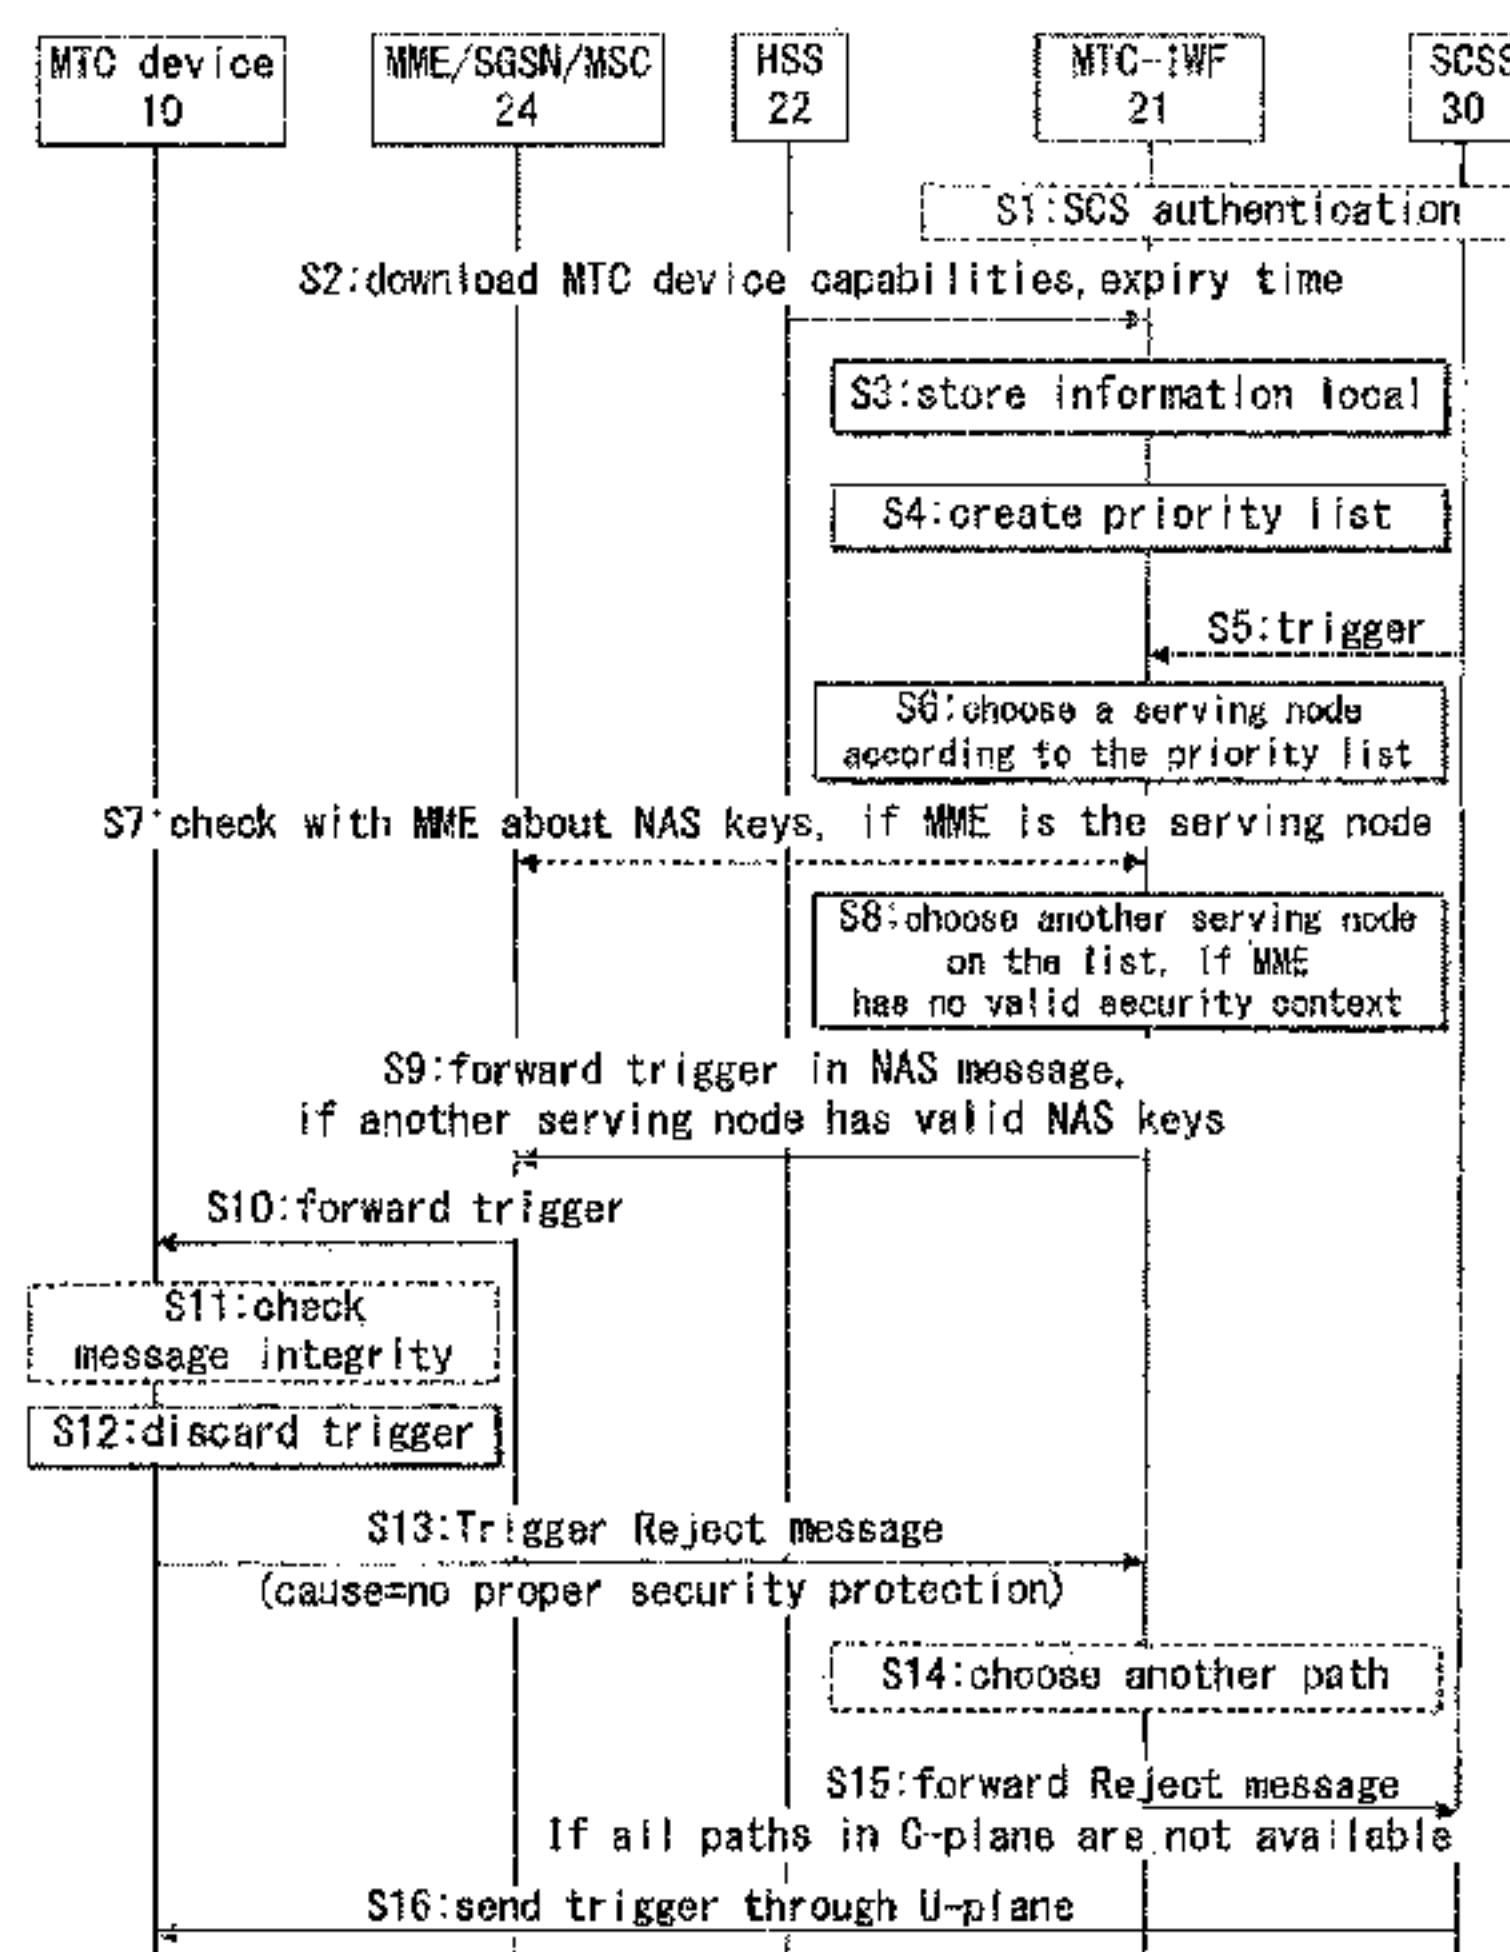 MTC device
10
MME/SGSN/MSC
24
HSS
22
MTC-IWF
21
SCSS
30
S1:SCS authentication
S2:download MTC device capabilities, expiry time
S3:store information local
S4:create priority list
S5:trigger
S6:choose a serving node
according to the priority list
S7:check with MME about NAS keys, if MME is the serving node
S8:choose another serving node
on the list, if MME
has no valid security context
S9:forward trigger in NAS message,
if another serving node has valid NAS keys
S10:forward trigger
S11:check
message integrity
S12:discard trigger
S13:Trigger Reject message
(cause=no proper security protection)
S14:choose another path
S15:forward Reject message
If all paths in C-plane are not available
S16:send trigger through U-plane